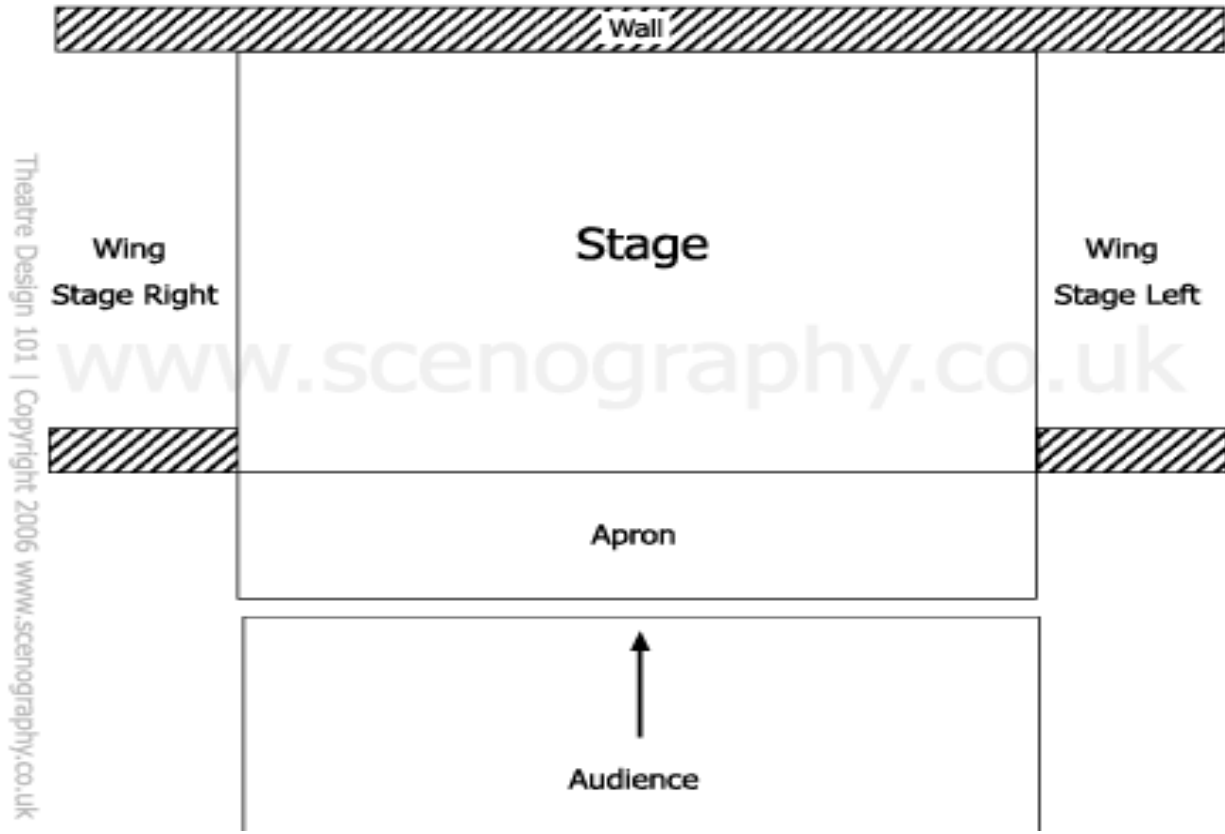 Wall
Stage
Wing
Stage Right
Wing
Stage Left
www.scenography.co.uk
Apron
Audience
Theatre Design 101 | Copyright 2006 www.scenography.co.uk